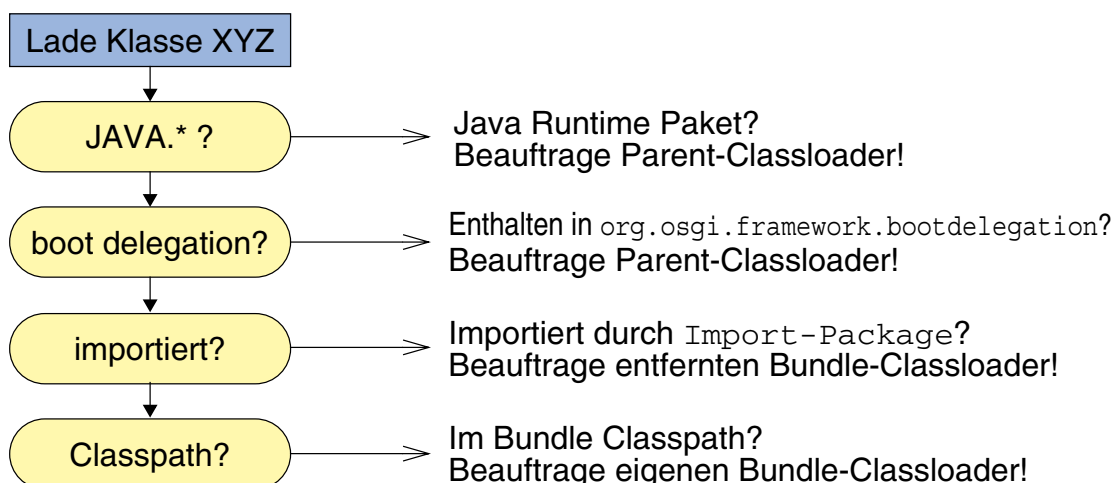 Lade Klasse XYZ
JAVA.* ?
Java Runtime Paket?
Beauftrage Parent-Classloader!
boot delegation?
Enthalten in org.osgi.framework.bootdelegation?
Beauftrage Parent-Classloader!
importiert?
Importiert durch Import-Package?
Beauftrage entfernten Bundle-Classloader!
Classpath?
Im Bundle Classpath?
Beauftrage eigenen Bundle-Classloader!